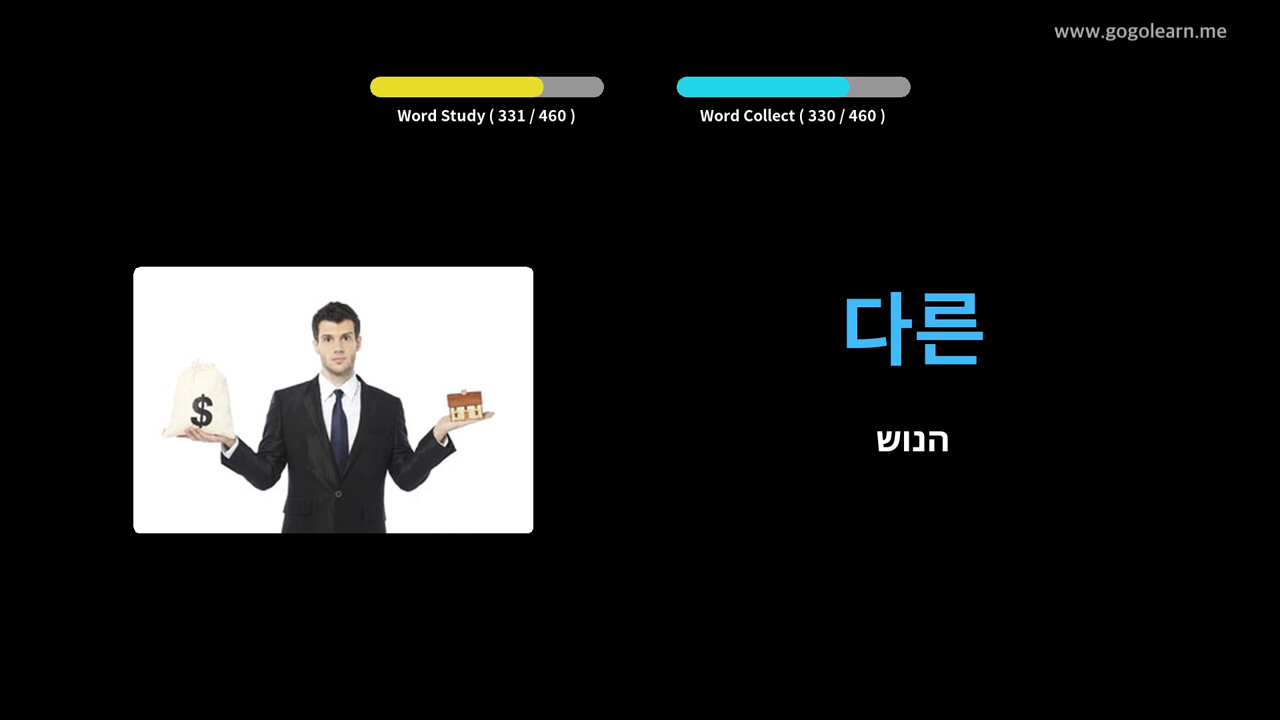 www.gogolearn.me
Word Study ( 331 / 460 )
Word Collect ( 330 / 460 )
다른
הנוש
$